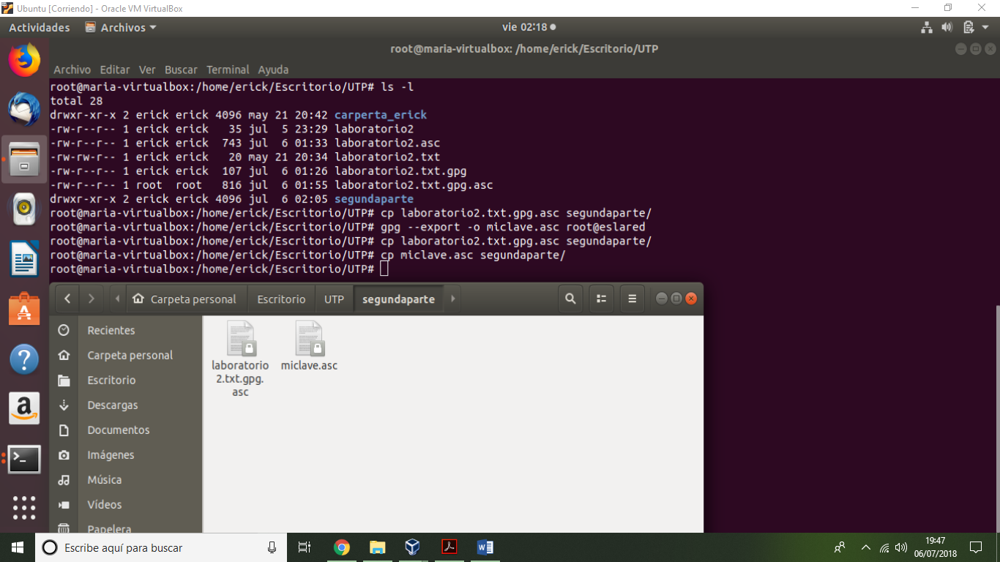 Ubuntu [Corriendo] - Oracle VM VirtualBox
Actividades Archivos vie 02:18
root@maria-virtualbox: /home/erick/Escritorio/UTP
Archivo Editar Ver Buscar Terminal Ayuda
root@maria-virtualbox:/home/erick/Escritorio/UTP# ls -l
total 28
drwxr-xr-x 2 erick erick 4096 may 21 20:42 carperta_erick
-rw-r--r-- 1 erick erick   35 jul  5 23:29 laboratorio2
-rw-r--r-- 1 erick erick  743 jul  6 01:33 laboratorio2.asc
-rw-rw-r-- 1 erick erick   20 may 21 20:34 laboratorio2.txt
-rw-r--r-- 1 erick erick  107 jul  6 01:26 laboratorio2.txt.gpg
-rw-r--r-- 1 root  root   816 jul  6 01:55 laboratorio2.txt.gpg.asc
drwxr-xr-x 2 erick erick 4096 jul  6 02:05 segundaparte
root@maria-virtualbox:/home/erick/Escritorio/UTP# cp laboratorio2.txt.gpg.asc segundaparte/
root@maria-virtualbox:/home/erick/Escritorio/UTP# gpg --export -o miclave.asc root@eslared
root@maria-virtualbox:/home/erick/Escritorio/UTP# cp laboratorio2.txt.gpg.asc segundaparte/
root@maria-virtualbox:/home/erick/Escritorio/UTP# cp miclave.asc segundaparte/
root@maria-virtualbox:/home/erick/Escritorio/UTP#
Carpeta personal Escritorio UTP segundaparte
Recientes
Carpeta personal
Escritorio
Descargas
Documentos
Imágenes
Música
Vídeos
Papelera
laboratorio
2.txt.gpg.
asc
miclave.asc
Escribe aquí para buscar
19:47
06/07/2018